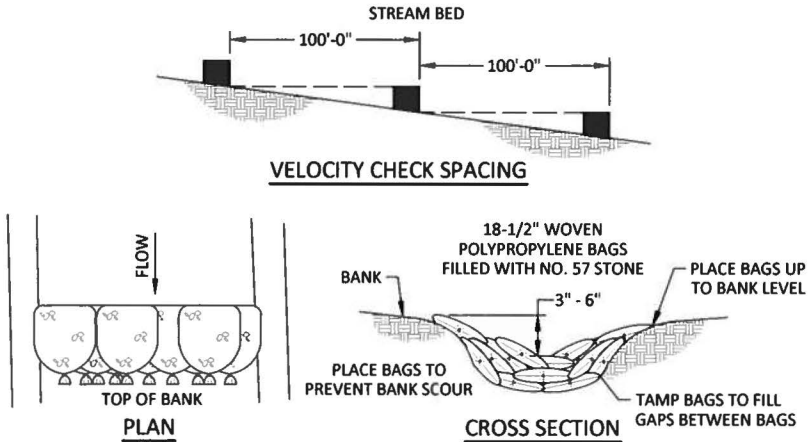 STREAM BED
100'-0"
100'-0"
VELOCITY CHECK SPACING
FLOW
TOP OF BANK
PLAN
18-1/2" WOVEN
POLYPROPYLENE BAGS
FILLED WITH NO. 57 STONE
BANK
3" - 6"
PLACE BAGS UP
TO BANK LEVEL
PLACE BAGS TO
PREVENT BANK SCOUR
TAMP BAGS TO FILL
GAPS BETWEEN BAGS
CROSS SECTION